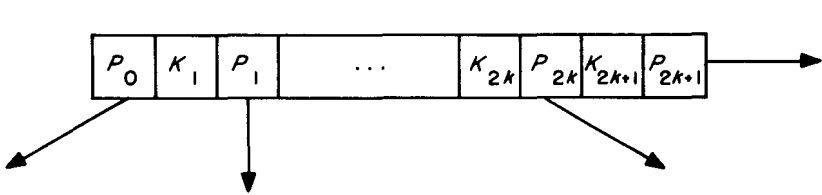 P₀ K₁ P₁ ... K₂ₖ P₂ₖ K₂ₖ₊₁ P₂ₖ₊₁